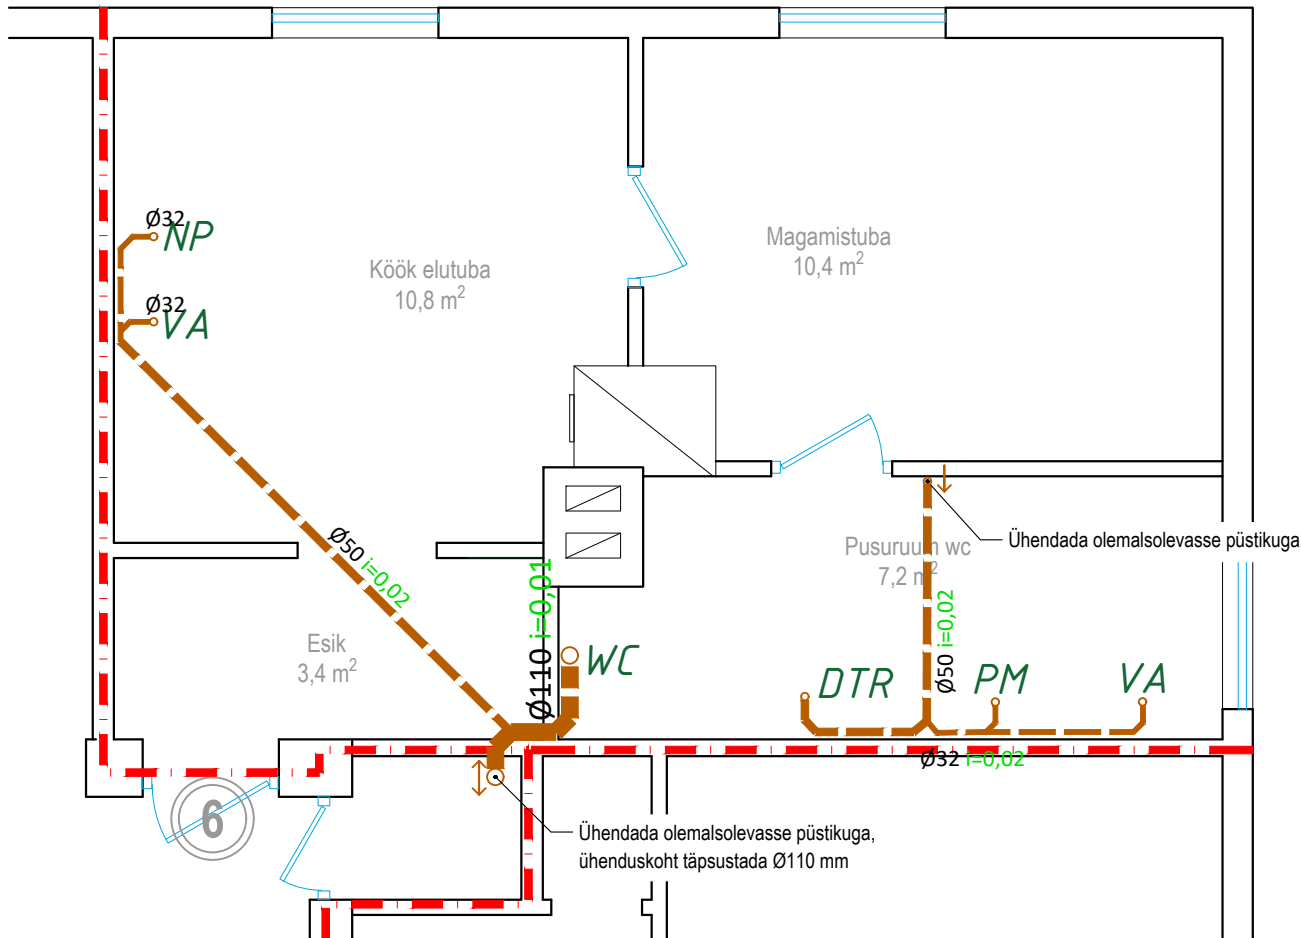 Ø32
NP
Ø32
VA
Köök elutuba
10,8 m²
Magamistuba
10,4 m²
Ø50 i=0,02
Ø110 i=0,01
Esik
3,4 m²
WC
Pusuruum wc
7,2 m²
Ühendada olemalsolevasse püstikuga
Ø50 i=0,02
DTR
PM
VA
Ø32 i=0,02
6
Ühendada olemalsolevasse püstikuga,
ühenduskoht täpsustada Ø110 mm